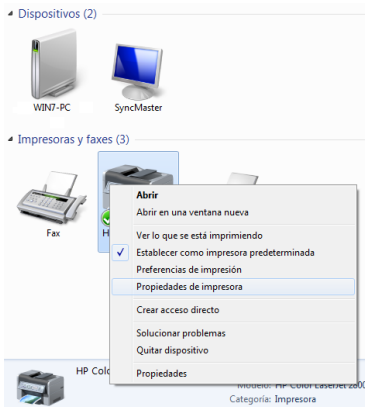 Dispositivos (2)
WIN7-PC
SyncMaster
Impresoras y faxes (3)
Fax
H
Abrir
Abrir en una ventana nueva
Ver lo que se está imprimiendo
Establecer como impresora predeterminada
Preferencias de impresión
Propiedades de impresora
Crear acceso directo
Solucionar problemas
Quitar dispositivo
Propiedades
HP Colo
Modelo: HP Color LaserJet 2800
Categoría: Impresora